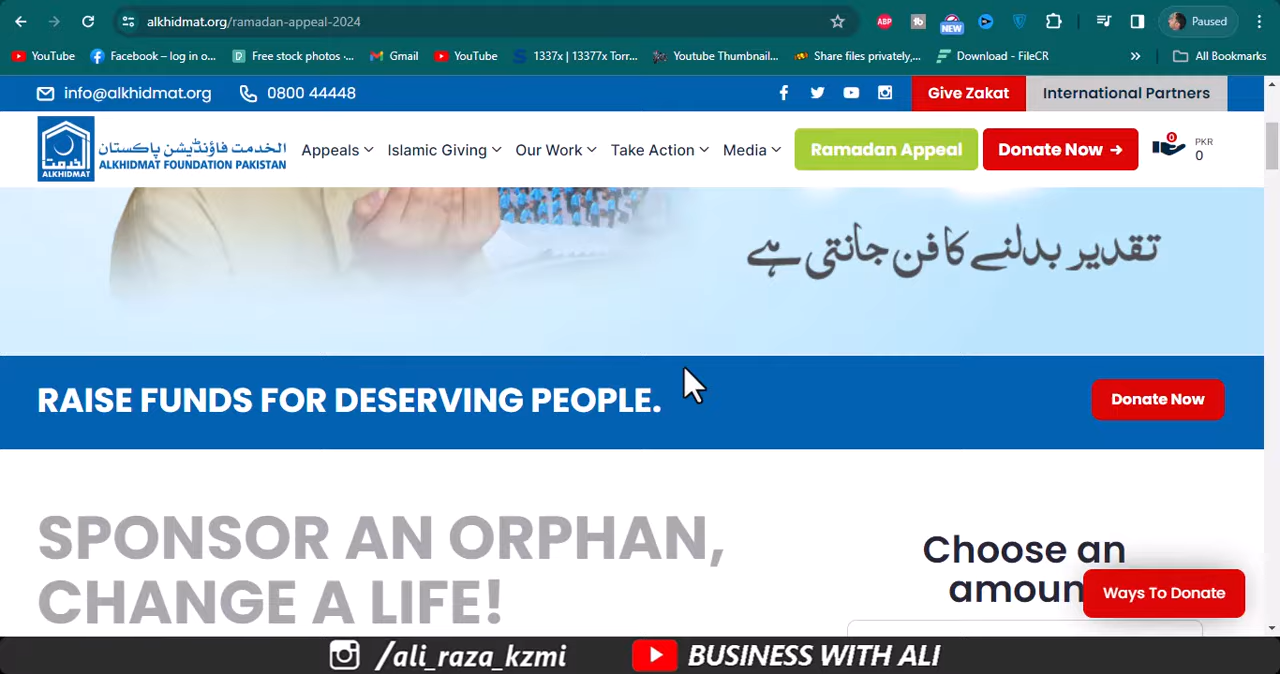 alkhidmat.org/ramadan-appeal-2024
ABP
NEW
Paused
YouTube
Facebook – log in o...
Free stock photos ·...
Gmail
YouTube
1337x | 13377x Torr...
Youtube Thumbnail...
Share files privately,...
Download - FileCR
»
All Bookmarks
info@alkhidmat.org
0800 44448
Give Zakat
International Partners
الخدمت
ALKHIDMAT
الخدمت فاؤنڈیشن پاکستان
ALKHIDMAT FOUNDATION PAKISTAN
Appeals
Islamic Giving
Our Work
Take Action
Media
Ramadan Appeal
Donate Now →
0
PKR
0
تقدیر بدلنے کا فن جانتی ہے
RAISE FUNDS FOR DESERVING PEOPLE.
Donate Now
SPONSOR AN ORPHAN,
CHANGE A LIFE!
Choose an
amoun
Ways To Donate
/ali_raza_kzmi
BUSINESS WITH ALI